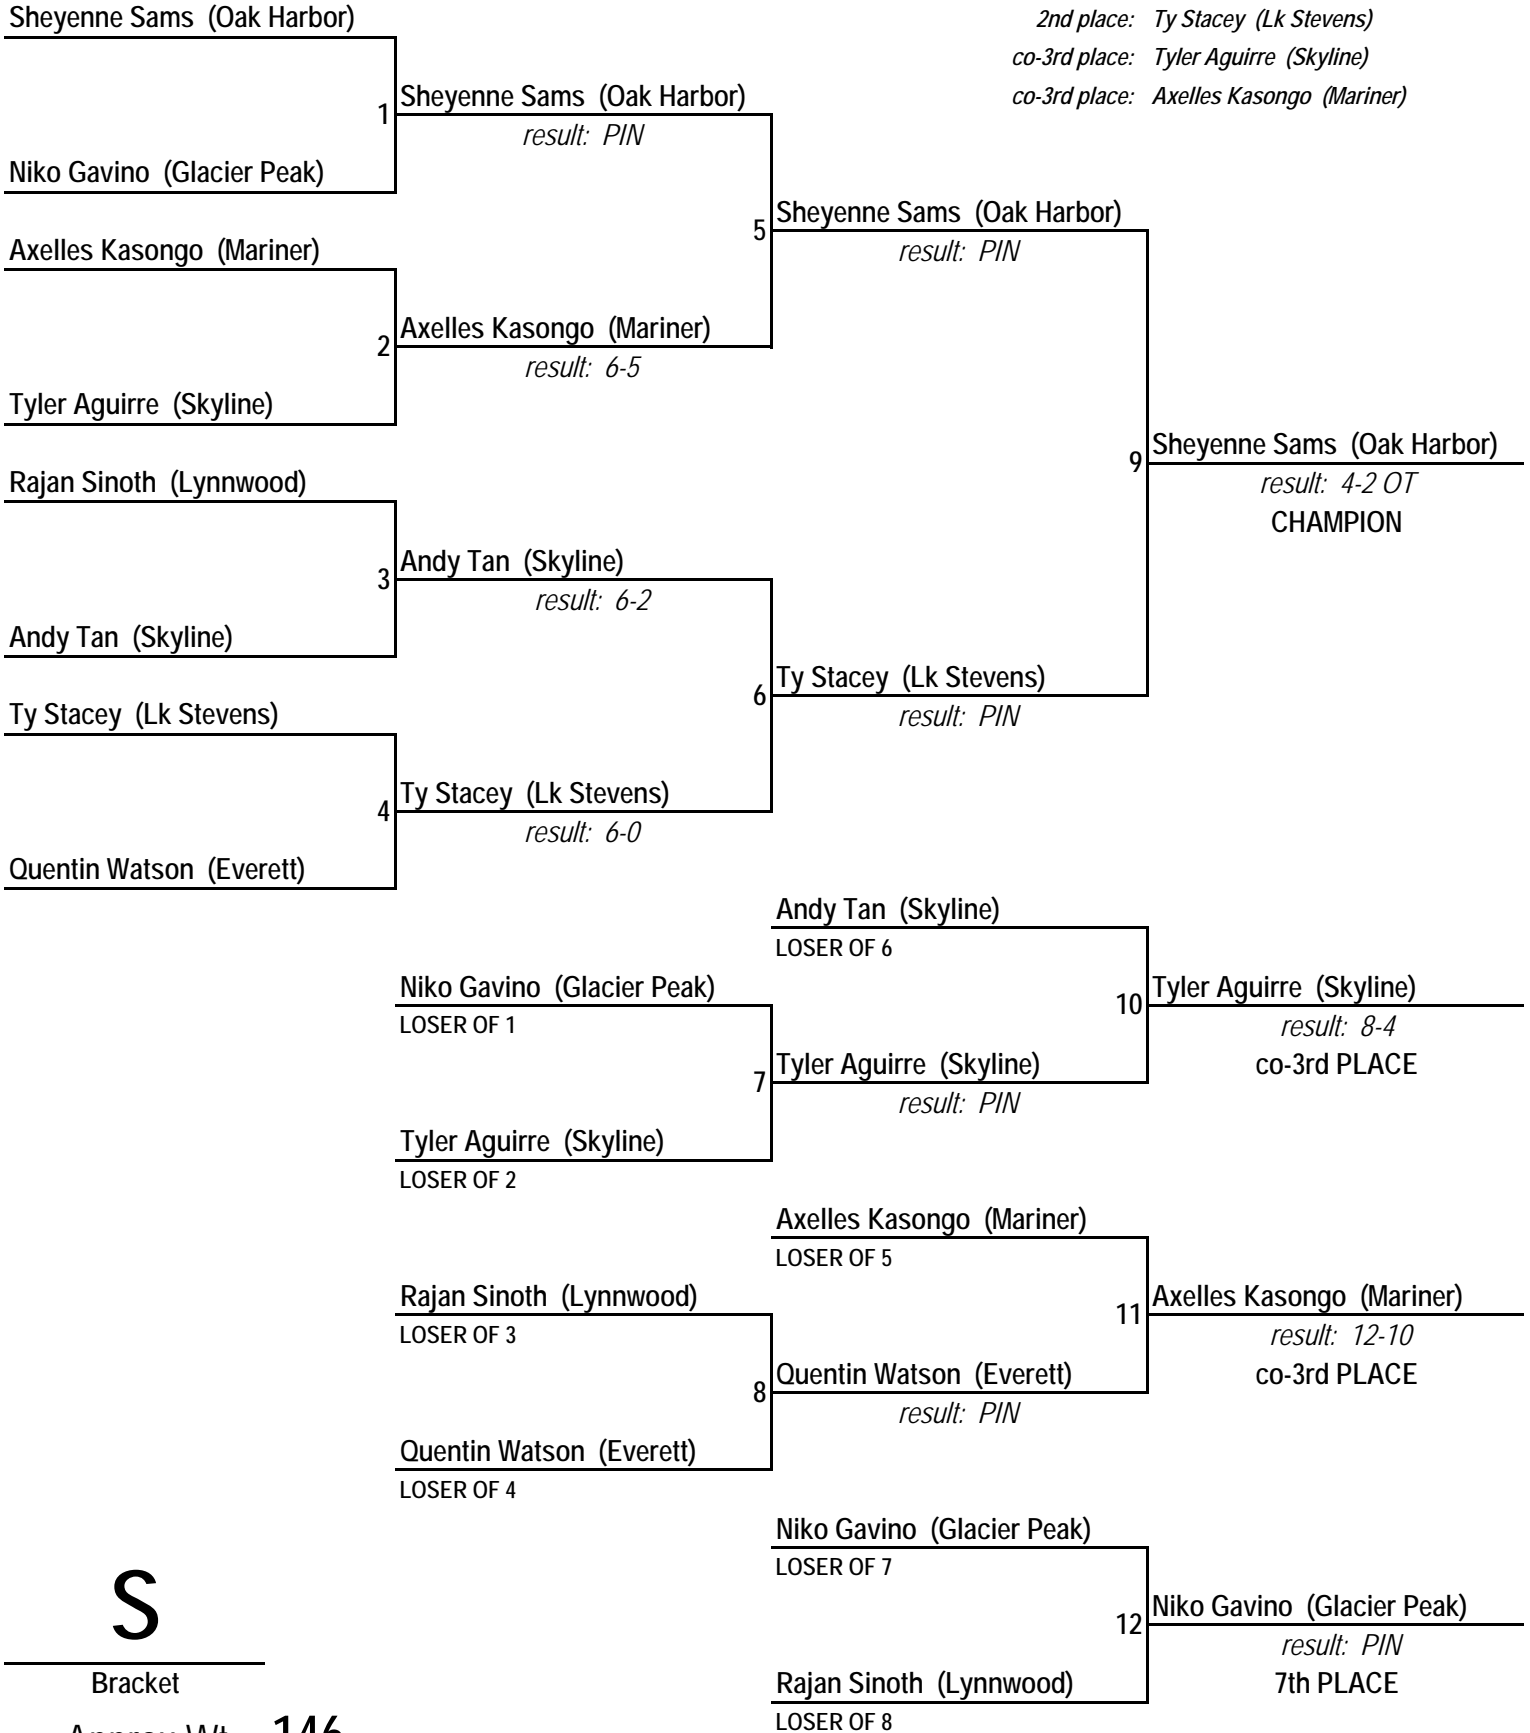 Sheyenne Sams (Oak Harbor)
2nd place: Ty Stacey (Lk Stevens)
co-3rd place: Tyler Aguirre (Skyline)
co-3rd place: Axelles Kasongo (Mariner)
1 Sheyenne Sams (Oak Harbor)
result: PIN
Niko Gavino (Glacier Peak)
5 Sheyenne Sams (Oak Harbor)
result: PIN
Axelles Kasongo (Mariner)
2 Axelles Kasongo (Mariner)
result: 6-5
Tyler Aguirre (Skyline)
9 Sheyenne Sams (Oak Harbor)
result: 4-2 OT
CHAMPION
Rajan Sinoth (Lynnwood)
3 Andy Tan (Skyline)
result: 6-2
Andy Tan (Skyline)
6 Ty Stacey (Lk Stevens)
result: PIN
Ty Stacey (Lk Stevens)
4 Ty Stacey (Lk Stevens)
result: 6-0
Quentin Watson (Everett)
Andy Tan (Skyline)
LOSER OF 6
Niko Gavino (Glacier Peak)
LOSER OF 1
10 Tyler Aguirre (Skyline)
result: 8-4
co-3rd PLACE
7 Tyler Aguirre (Skyline)
result: PIN
Tyler Aguirre (Skyline)
LOSER OF 2
Axelles Kasongo (Mariner)
LOSER OF 5
Rajan Sinoth (Lynnwood)
LOSER OF 3
11 Axelles Kasongo (Mariner)
result: 12-10
co-3rd PLACE
8 Quentin Watson (Everett)
result: PIN
Quentin Watson (Everett)
LOSER OF 4
Niko Gavino (Glacier Peak)
LOSER OF 7
12 Niko Gavino (Glacier Peak)
result: PIN
7th PLACE
S
Bracket
Rajan Sinoth (Lynnwood)
LOSER OF 8
Approx Wt 146